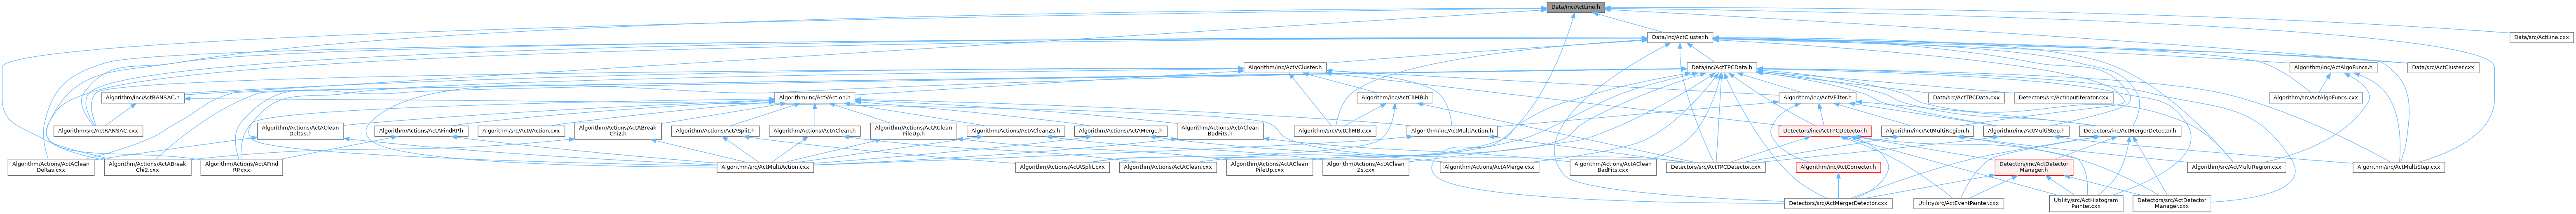 Data/inc/ActLine.h
Data/inc/ActCluster.h
Data/src/ActLine.cxx
Algorithm/inc/ActVCluster.h
Data/inc/ActTPCData.h
Algorithm/inc/ActAlgoFuncs.h
Data/src/ActCluster.cxx
Algorithm/inc/ActRANSAC.h
Algorithm/inc/ActVAction.h
Algorithm/inc/ActCIIMB.h
Algorithm/inc/ActVFilter.h
Data/src/ActTPCData.cxx
Detectors/src/ActInputIterator.cxx
Algorithm/src/ActAlgoFuncs.cxx
Algorithm/src/ActRANSAC.cxx
Algorithm/Actions/ActAClean
Deltas.h
Algorithm/Actions/ActAFindRP.h
Algorithm/src/ActVAction.cxx
Algorithm/Actions/ActABreak
Chi2.h
Algorithm/Actions/ActASplit.h
Algorithm/Actions/ActAClean.h
Algorithm/Actions/ActAClean
PileUp.h
Algorithm/Actions/ActACleanZs.h
Algorithm/Actions/ActAMerge.h
Algorithm/Actions/ActAClean
BadFits.h
Algorithm/src/ActCIIMB.cxx
Algorithm/inc/ActMultiAction.h
Detectors/inc/ActTPCDetector.h
Algorithm/inc/ActMultiRegion.h
Algorithm/inc/ActMultiStep.h
Detectors/inc/ActMergerDetector.h
Algorithm/Actions/ActAClean
Deltas.cxx
Algorithm/Actions/ActABreak
Chi2.cxx
Algorithm/Actions/ActAFind
RP.cxx
Algorithm/src/ActMultiAction.cxx
Algorithm/Actions/ActASplit.cxx
Algorithm/Actions/ActAClean.cxx
Algorithm/Actions/ActAClean
PileUp.cxx
Algorithm/Actions/ActAClean
Zs.cxx
Algorithm/Actions/ActAMerge.cxx
Algorithm/Actions/ActAClean
BadFits.cxx
Detectors/src/ActTPCDetector.cxx
Algorithm/inc/ActCorrector.h
Detectors/inc/ActDetector
Manager.h
Algorithm/src/ActMultiRegion.cxx
Algorithm/src/ActMultiStep.cxx
Detectors/src/ActMergerDetector.cxx
Utility/src/ActEventPainter.cxx
Utility/src/ActHistogram
Painter.cxx
Detectors/src/ActDetector
Manager.cxx